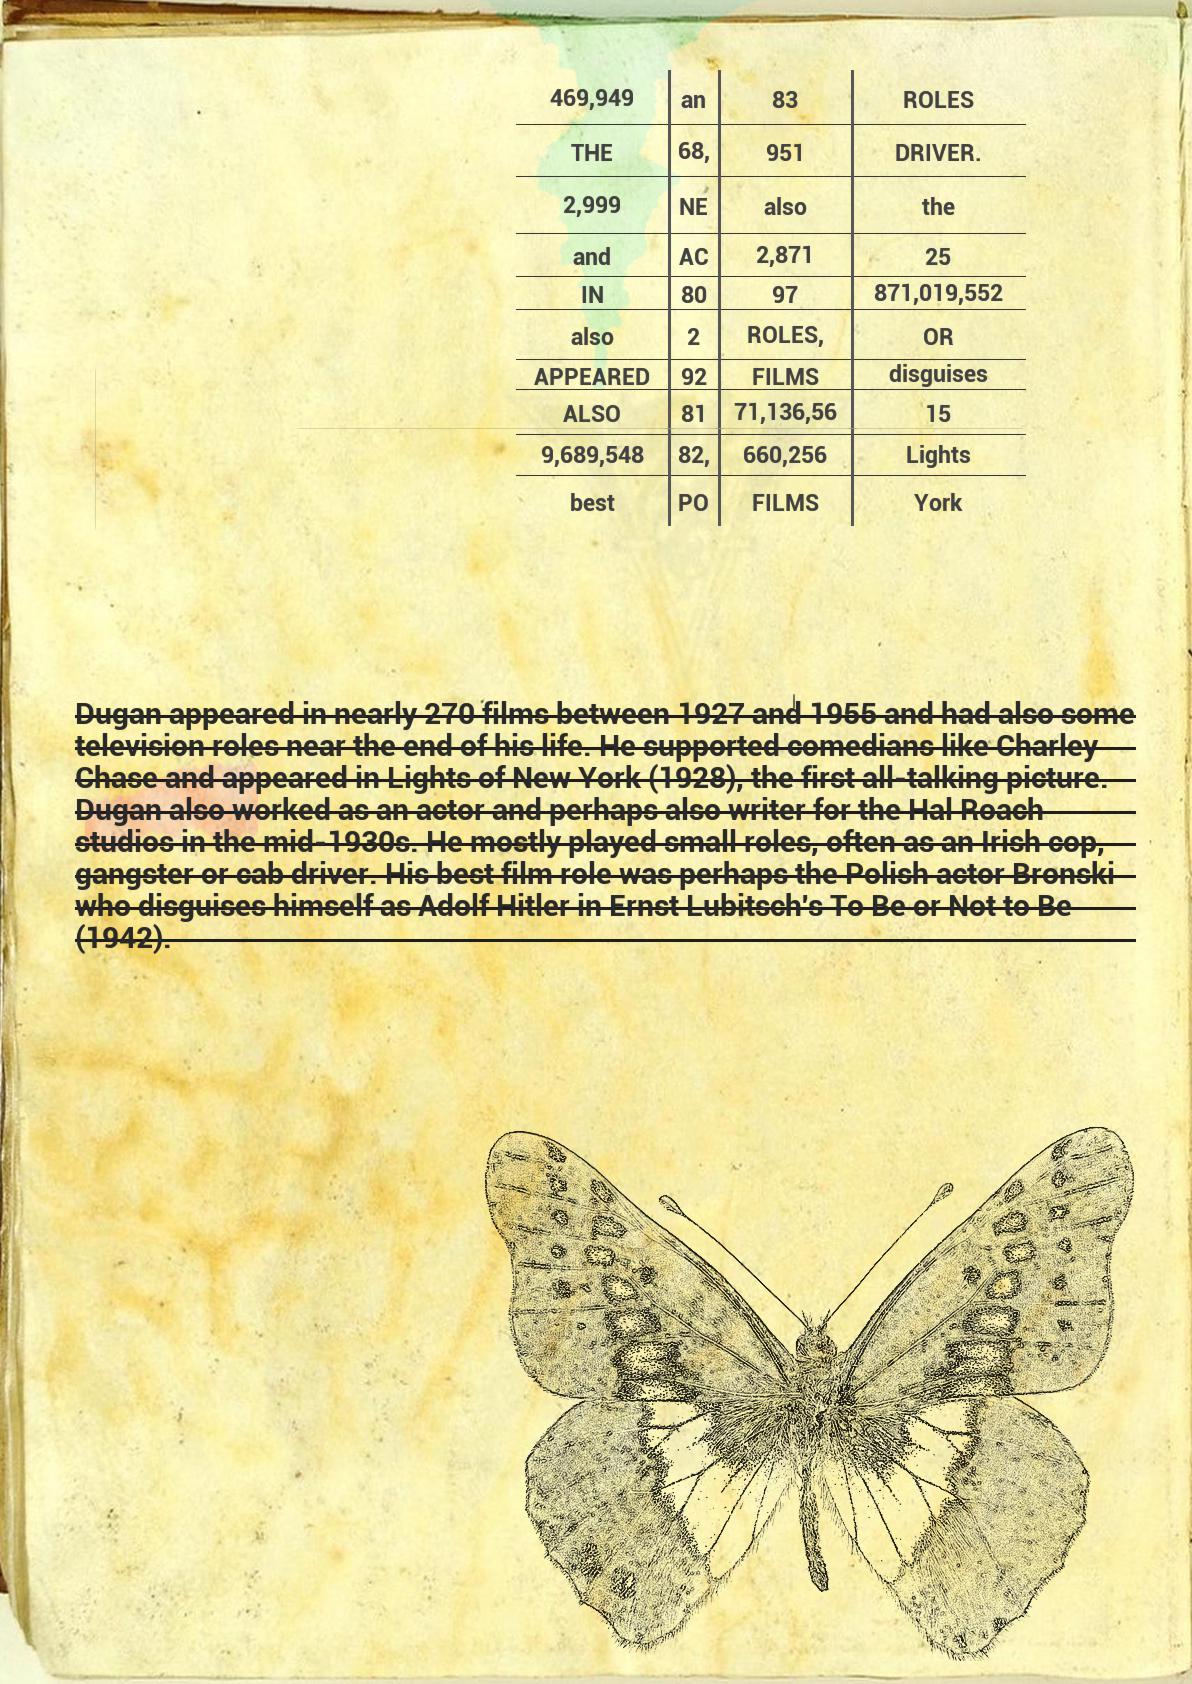 469,949 an 83 ROLES
THE 68, 951 DRIVER.
2,999 NE also the
and AC 2,871 25
IN 80 97 871,019,552
also 2 ROLES, OR
APPEARED 92 FILMS disguises
ALSO 81 71,136,56 15
9,689,548 82, 660,256 Lights
best PO FILMS York
Dugan appeared in nearly 270 films between 1927 and 1955 and had also some
television roles near the end of his life. He supported comedians like Charley
Chase and appeared in Lights of New York (1928), the first all-talking picture.
Dugan also worked as an actor and perhaps also writer for the Hal Roach
studios in the mid-1930s. He mostly played small roles, often as an Irish cop,
gangster or cab driver. His best film role was perhaps the Polish actor Bronski
who disguises himself as Adolf Hitler in Ernst Lubitsch's To Be or Not to Be
(1942).